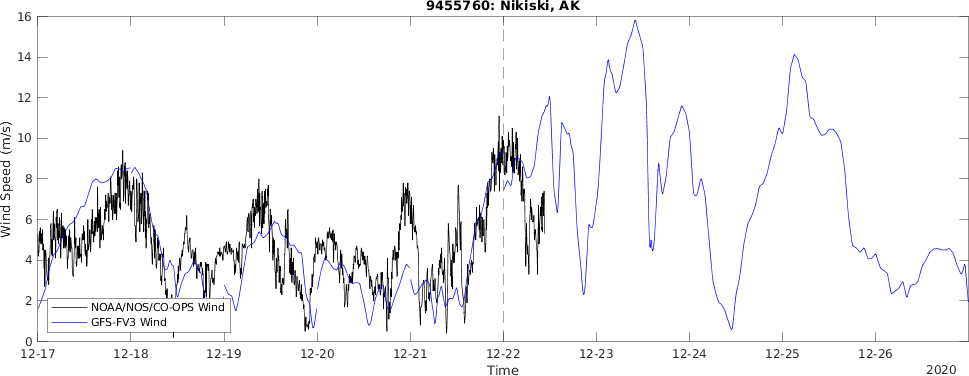 9455760: Nikiski, AK
Wind Speed (m/s)
16
14
12
10
8
6
4
2
0
NOAA/NOS/CO-OPS Wind
GFS-FV3 Wind
12-17 12-18 12-19 12-20 12-21 12-22 12-23 12-24 12-25 12-26
Time
2020